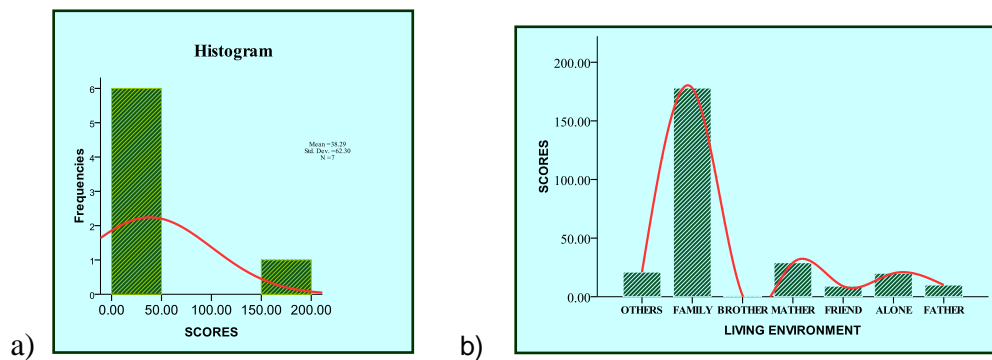 a)
Histogram
Frequencies
6
5
4
3
2
1
0
Mean =38.29
Std. Dev. =62.30
N =7
0.00 50.00 100.00 150.00 200.00
SCORES
b)
SCORES
200.00
150.00
100.00
50.00
0.00
OTHERS FAMILY BROTHER MATHER FRIEND ALONE FATHER
LIVING ENVIRONMENT